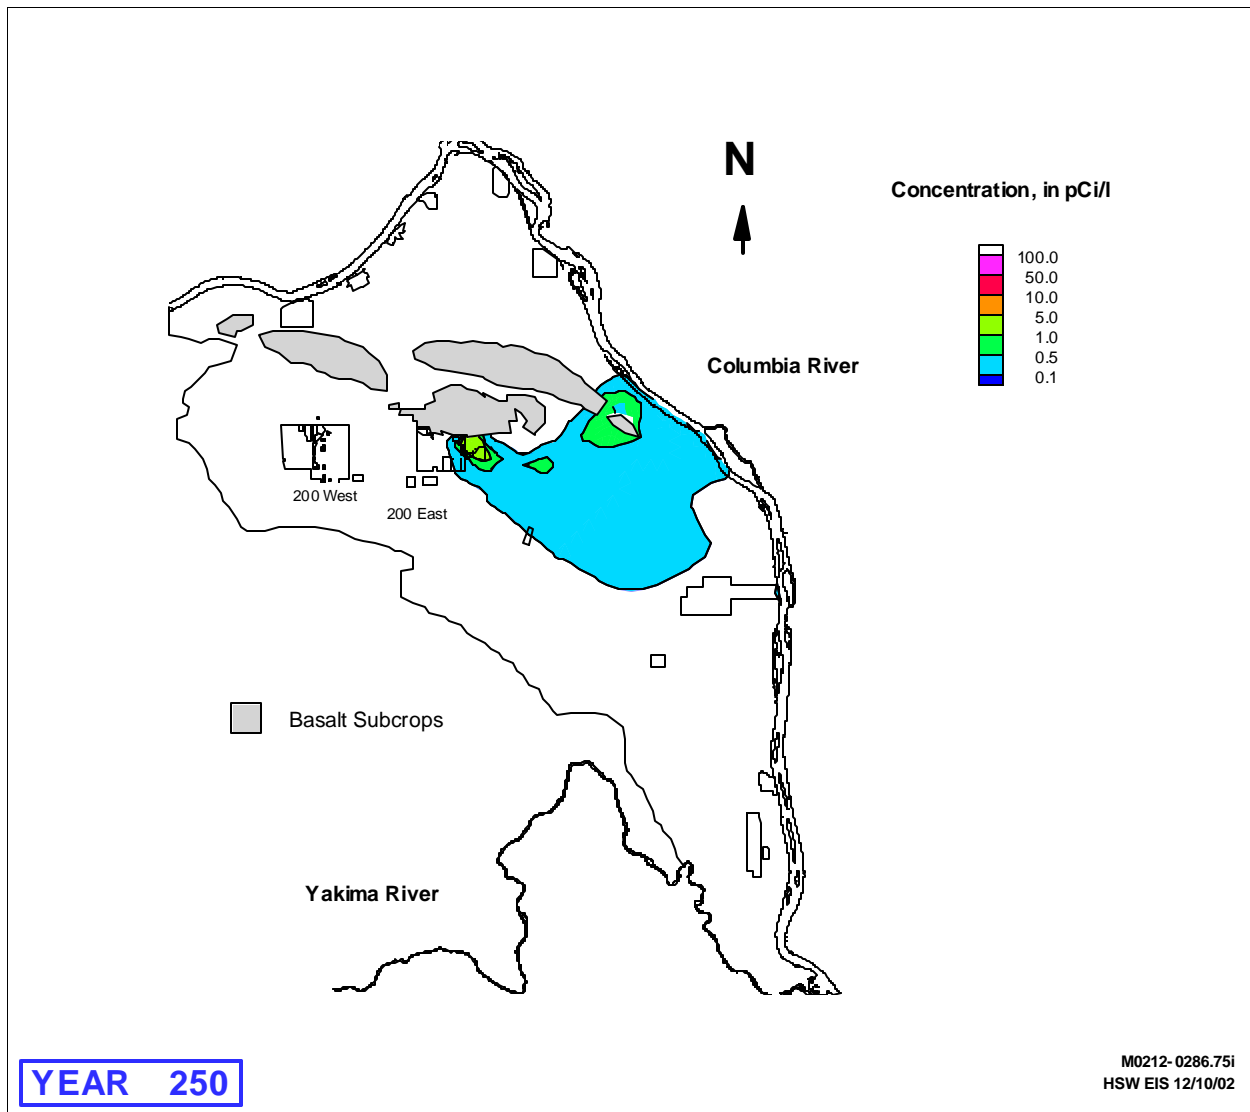 N
Concentration, in pCi/l
100.0
50.0
10.0
5.0
1.0
0.5
0.1
Columbia River
200 West
200 East
Basalt Subcrops
Yakima River
YEAR 250
M0212-0286.75i
HSW EIS 12/10/02